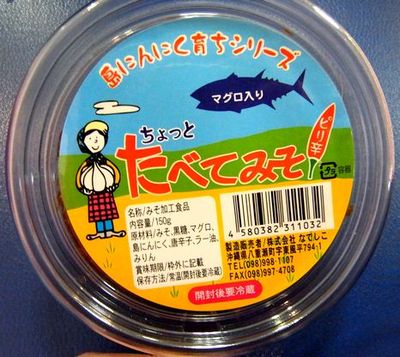 島にんにく育ちシリーズ
マグロ入り
ちょっと
たべてみそ
ピリ辛
名称/みそ加工食品
内容量/150g
原材料/みそ、黒糖、マグロ、
島にんにく、唐辛子、ラー油、
みりん
賞味期限/枠外に記載
保存方法/常温(開封後要冷蔵)
プラ 容器
4 580382 311032
製造販売者/株式会社 なでしこ
沖縄県八重瀬町字東風平794-1
TEL(098)998-1107
FAX(098)997-4708
開封後要冷蔵